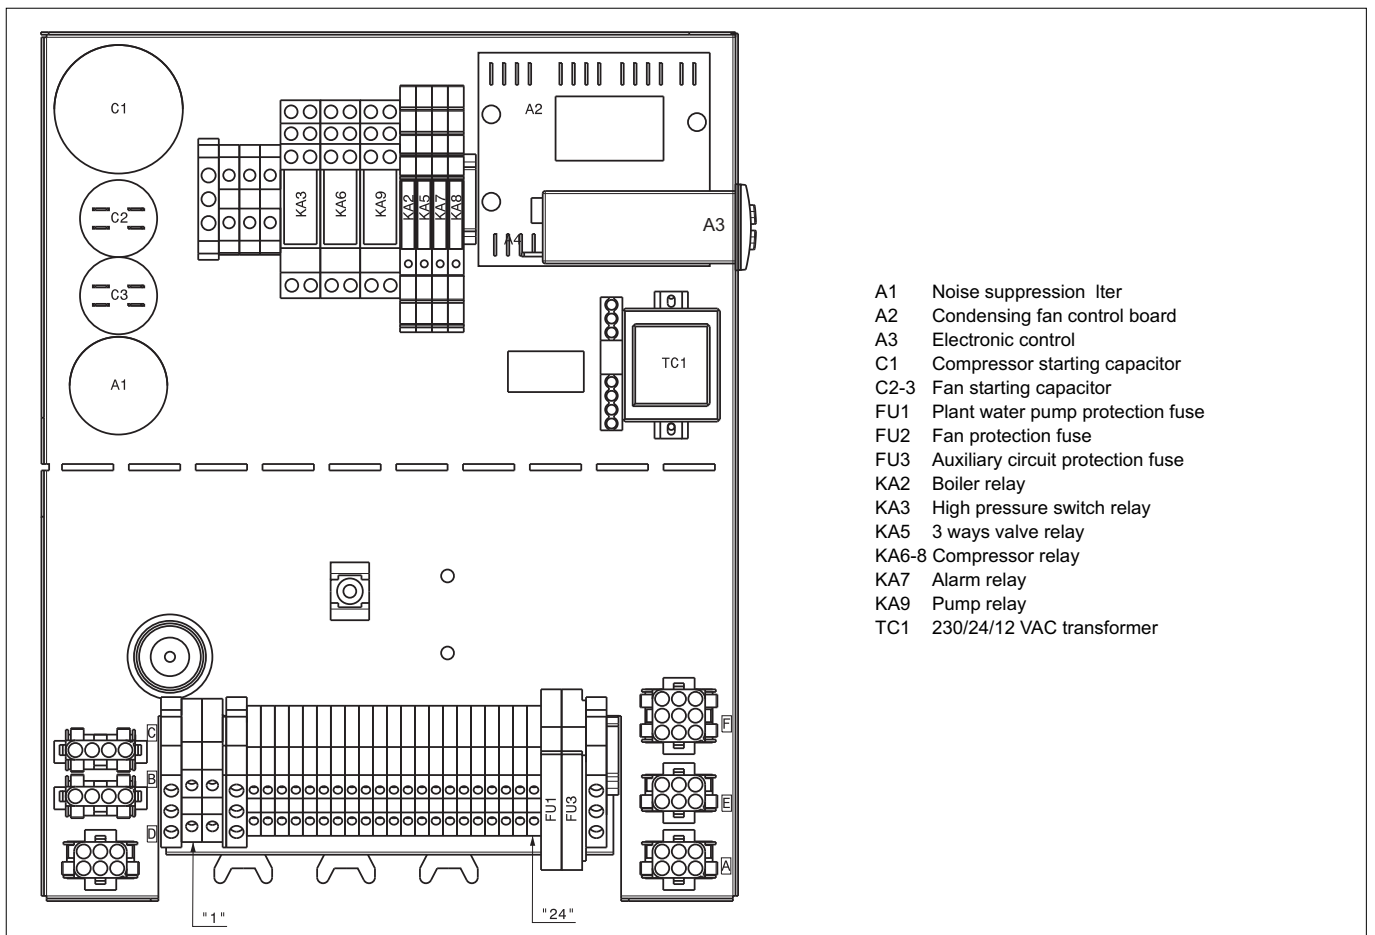 C1
A2
C2
KA3
KA6
KA9
KA2
KA5
KA7
KA8
A3
A4
C3
TC1
A1
A1 Noise suppression lter
A2 Condensing fan control board
A3 Electronic control
C1 Compressor starting capacitor
C2-3 Fan starting capacitor
FU1 Plant water pump protection fuse
FU2 Fan protection fuse
FU3 Auxiliary circuit protection fuse
KA2 Boiler relay
KA3 High pressure switch relay
KA5 3 ways valve relay
KA6-8 Compressor relay
KA7 Alarm relay
KA9 Pump relay
TC1 230/24/12 VAC transformer
C
F
B
E
D
FU1
FU3
A
"1"
"24"